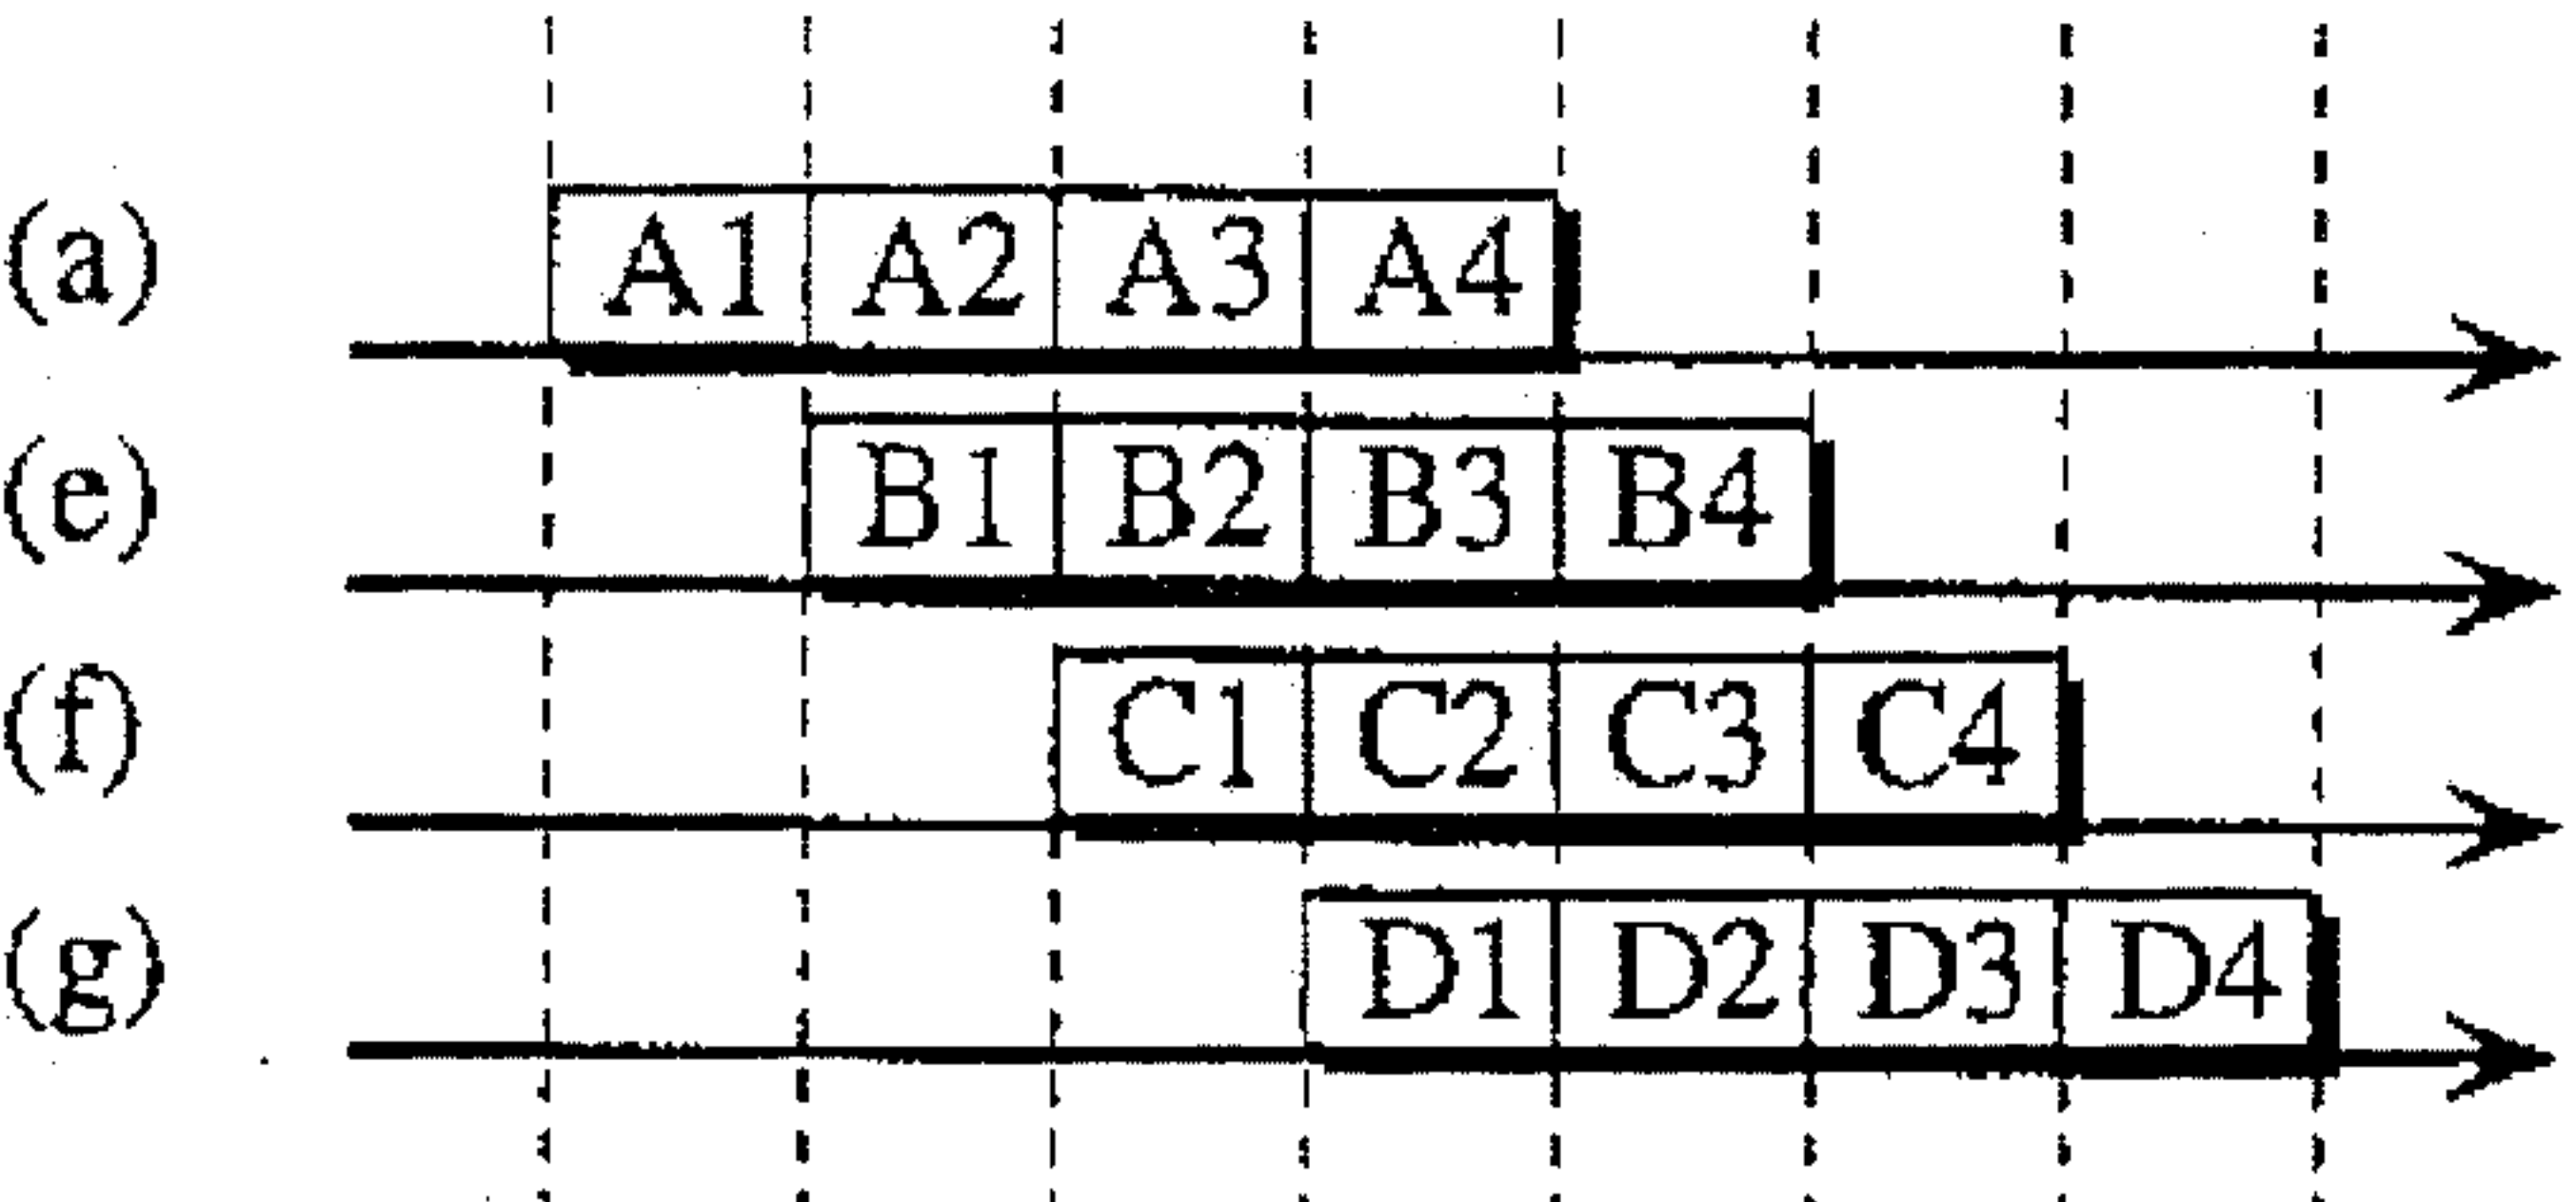 (a) A1 A2 A3 A4
(e) B1 B2 B3 B4
(f) C1 C2 C3 C4
(g) D1 D2 D3 D4